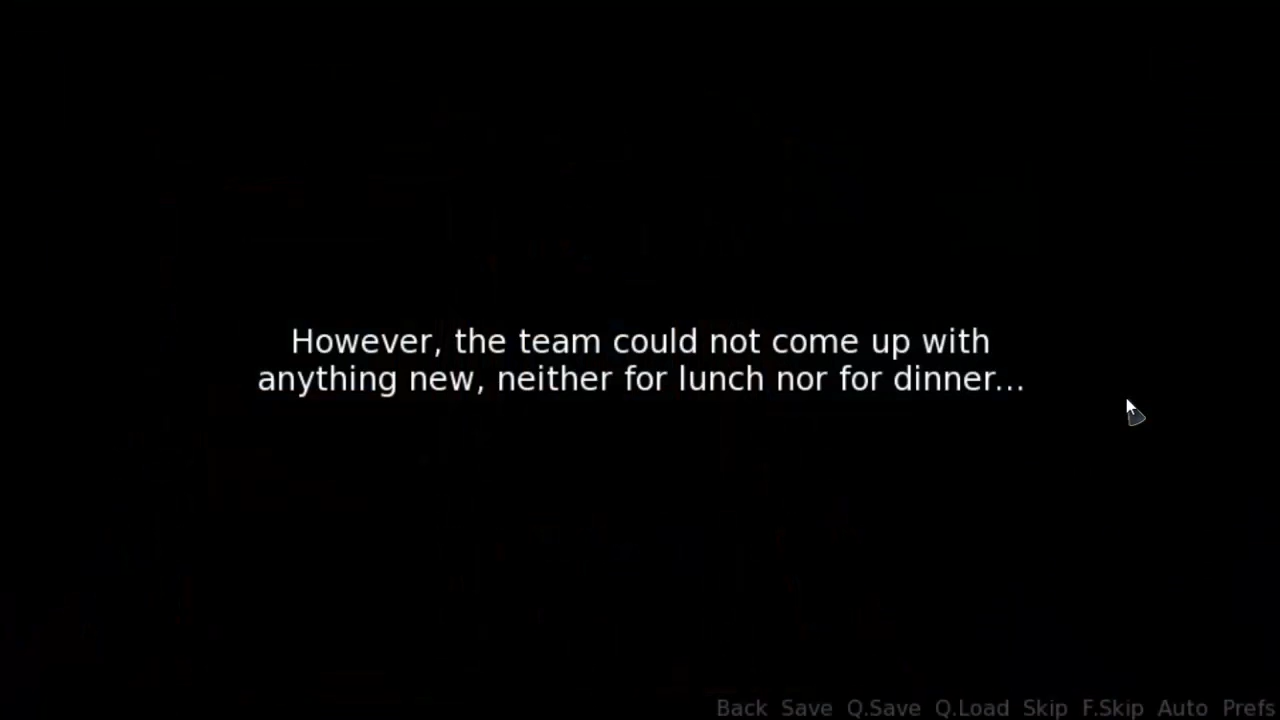 However, the team could not come up with
anything new, neither for lunch nor for dinner...
Back Save Q.Save Q.Load Skip F.Skip Auto Prefs